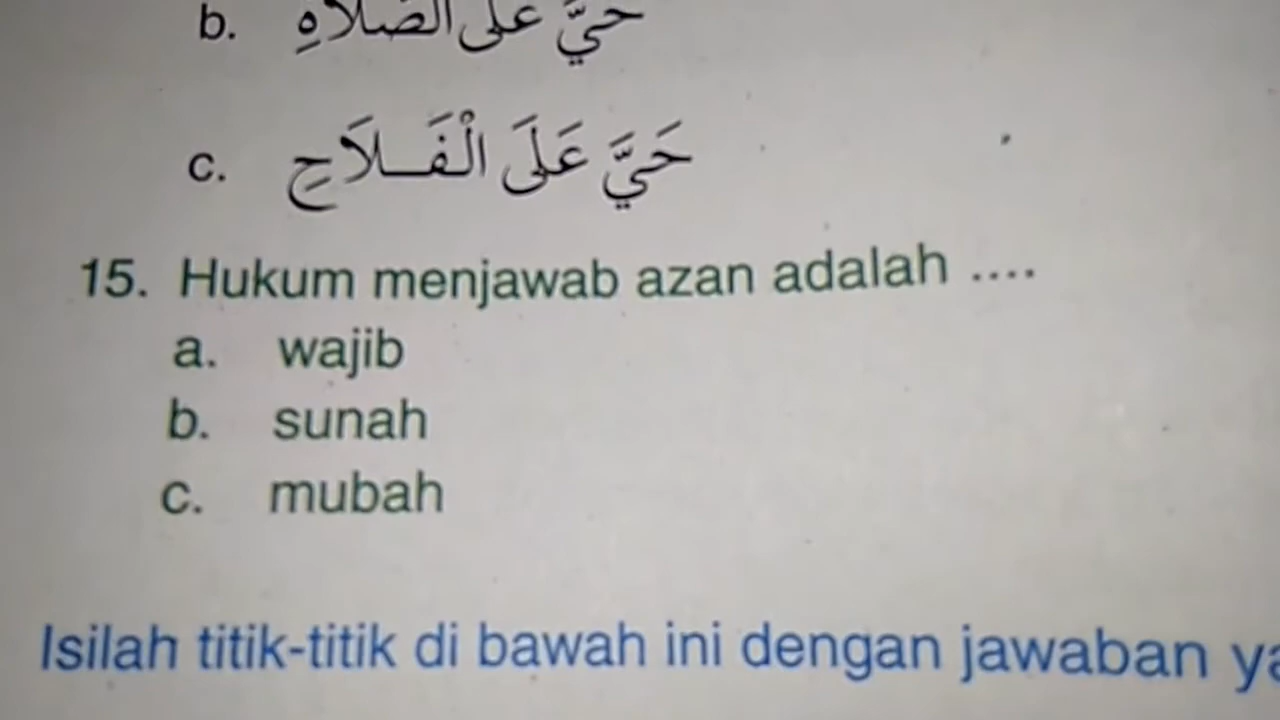 b. حَيَّ عَلَى الصَّلَاةِ
c. حَيَّ عَلَى الْفَـلَاحِ
15. Hukum menjawab azan adalah ....
a. wajib
b. sunah
c. mubah
Isilah titik-titik di bawah ini dengan jawaban